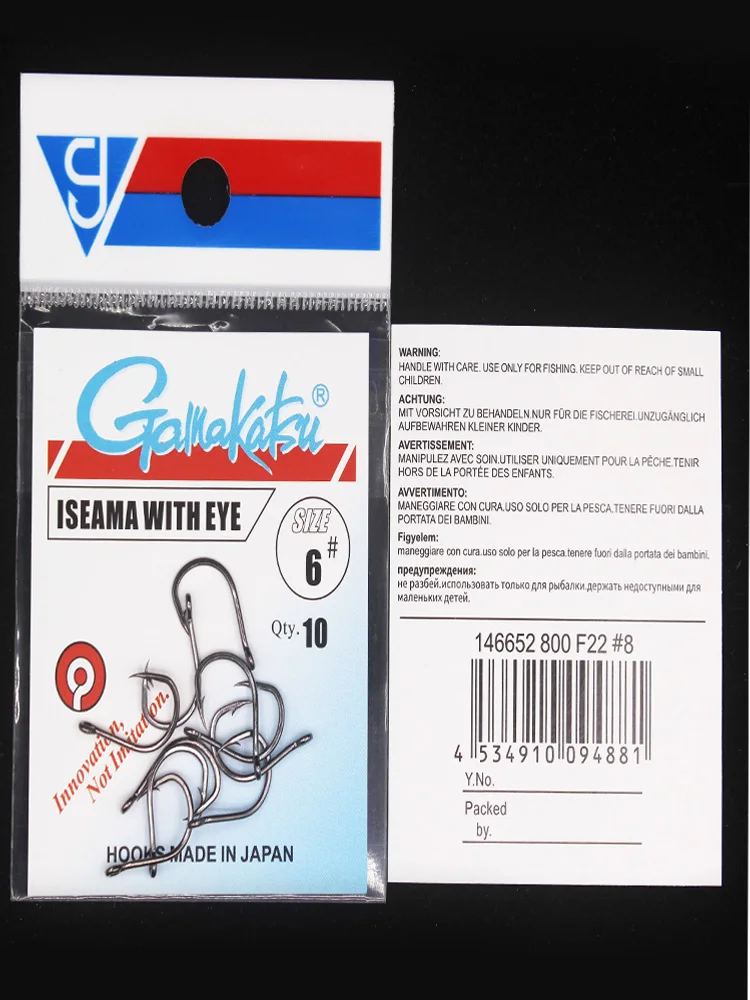 Gamakatsu®
ISEAMA WITH EYE
SIZE
6#
Qty. 10
Innovation,
Not Imitation.
HOOKS MADE IN JAPAN
WARNING:
HANDLE WITH CARE. USE ONLY FOR FISHING. KEEP OUT OF REACH OF SMALL
CHILDREN.
ACHTUNG:
MIT VORSICHT ZU BEHANDELN.NUR FÜR DIE FISCHEREI.UNZUGÄNGLICH
AUFBEWAHREN KLEINER KINDER.
AVERTISSEMENT:
MANIPULEZ AVEC SOIN.UTILISER UNIQUEMENT POUR LA PÊCHE.TENIR
HORS DE LA PORTÉE DES ENFANTS.
AVVERTIMENTO:
MANEGGIARE CON CURA.USO SOLO PER LA PESCA.TENERE FUORI DALLA
PORTATA DEI BAMBINI.
Figyelem:
maneggiare con cura.uso solo per la pesca.tenere fuori dalla portata dei bambini.
предупреждения:
не разбей.использовать только для рыбалки.держать недоступными для
маленьких детей.
146652 800 F22 #8
4 534910 094881
Y.No.
Packed
by.